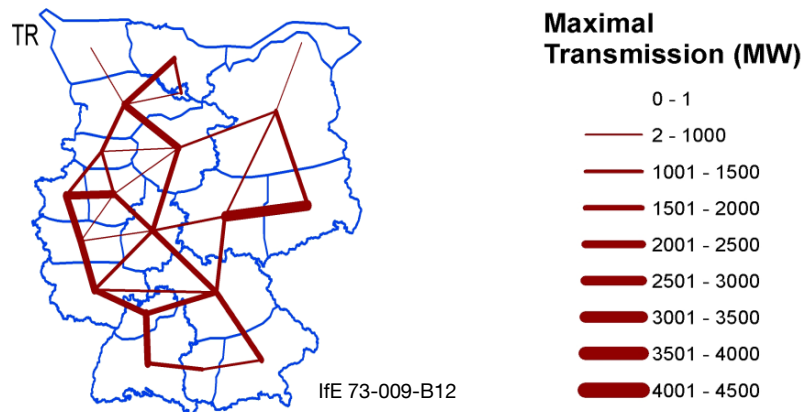 TR
IfE 73-009-B12
Maximal
Transmission (MW)
0 - 1
2 - 1000
1001 - 1500
1501 - 2000
2001 - 2500
2501 - 3000
3001 - 3500
3501 - 4000
4001 - 4500